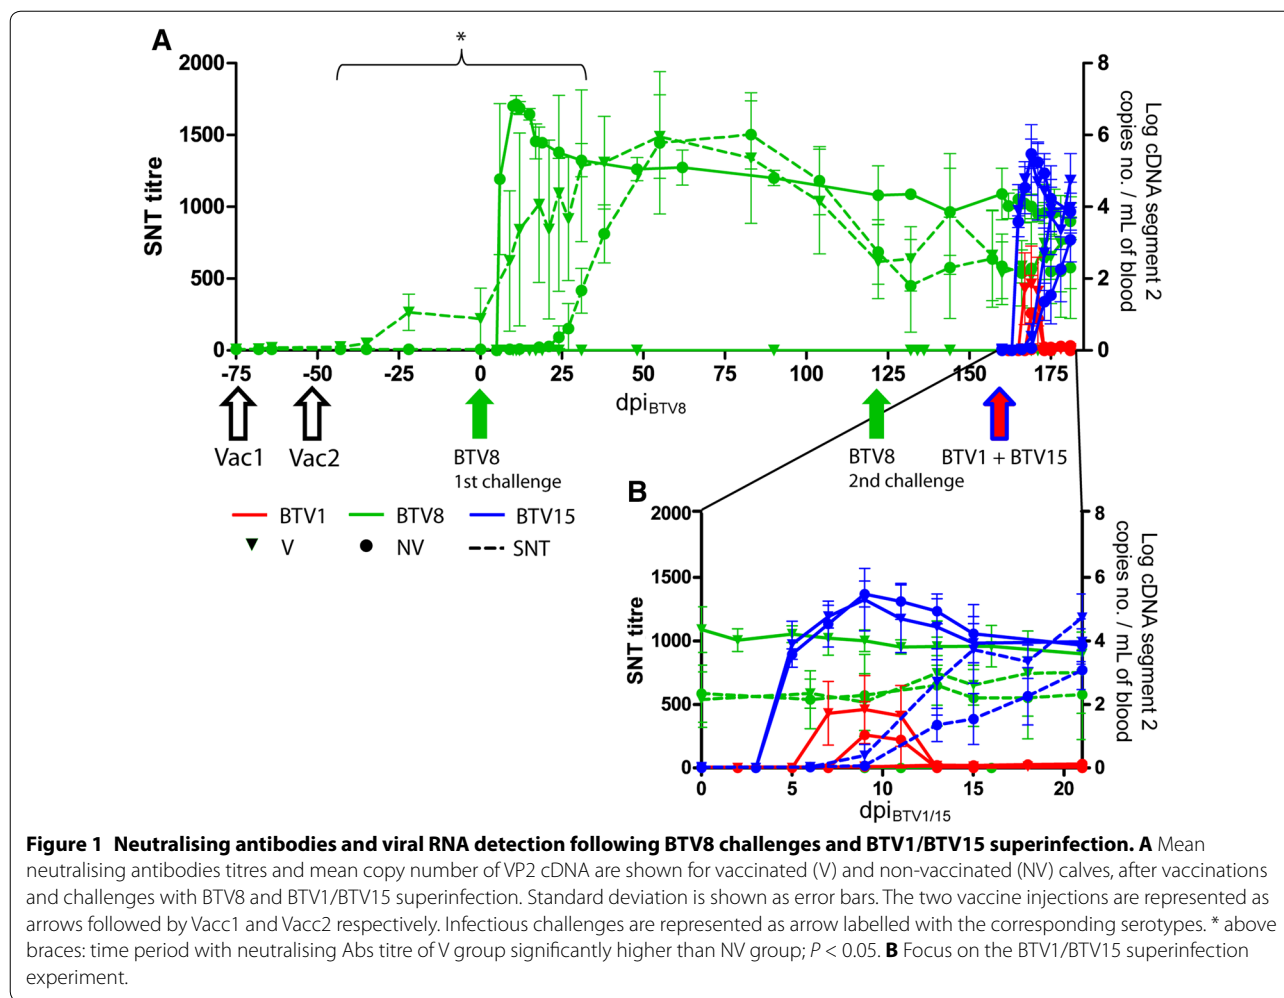 A
*
2000
1500
1000
500
0
SNT titre
8
6
4
2
0
Log cDNA segment 2
copies no. / mL of blood
-75 -50 -25 0 25 50 75 100 125 150 175
dpiBTV8
Vac1 Vac2
BTV8
1st challenge
BTV8
2nd challenge
BTV1 + BTV15
BTV1 BTV8 BTV15
V NV SNT
B
2000
1500
1000
500
0
SNT titre
8
6
4
2
0
Log cDNA segment 2
copies no. / mL of blood
0 5 10 15 20
dpiBTV1/15
Figure 1 Neutralising antibodies and viral RNA detection following BTV8 challenges and BTV1/BTV15 superinfection. A Mean
neutralising antibodies titres and mean copy number of VP2 cDNA are shown for vaccinated (V) and non-vaccinated (NV) calves, after vaccinations
and challenges with BTV8 and BTV1/BTV15 superinfection. Standard deviation is shown as error bars. The two vaccine injections are represented as
arrows followed by Vacc1 and Vacc2 respectively. Infectious challenges are represented as arrow labelled with the corresponding serotypes. * above
braces: time period with neutralising Abs titre of V group significantly higher than NV group; P < 0.05. B Focus on the BTV1/BTV15 superinfection
experiment.